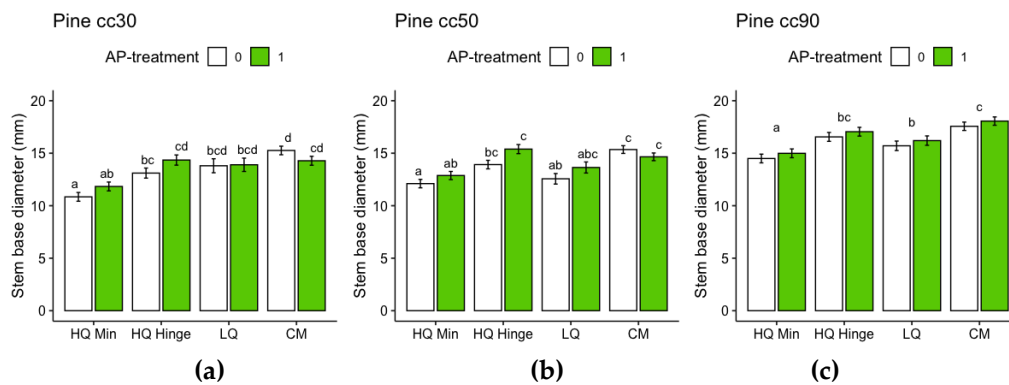 Pine cc30
AP-treatment 0 1
Stem base diameter (mm)
20
15
10
5
0
a ab bc cd bcd bcd d cd
HQ Min HQ Hinge LQ CM
(a)
Pine cc50
AP-treatment 0 1
Stem base diameter (mm)
20
15
10
5
0
a ab bc c ab abc c c
HQ Min HQ Hinge LQ CM
(b)
Pine cc90
AP-treatment 0 1
Stem base diameter (mm)
20
15
10
5
0
a bc b c
HQ Min HQ Hinge LQ CM
(c)